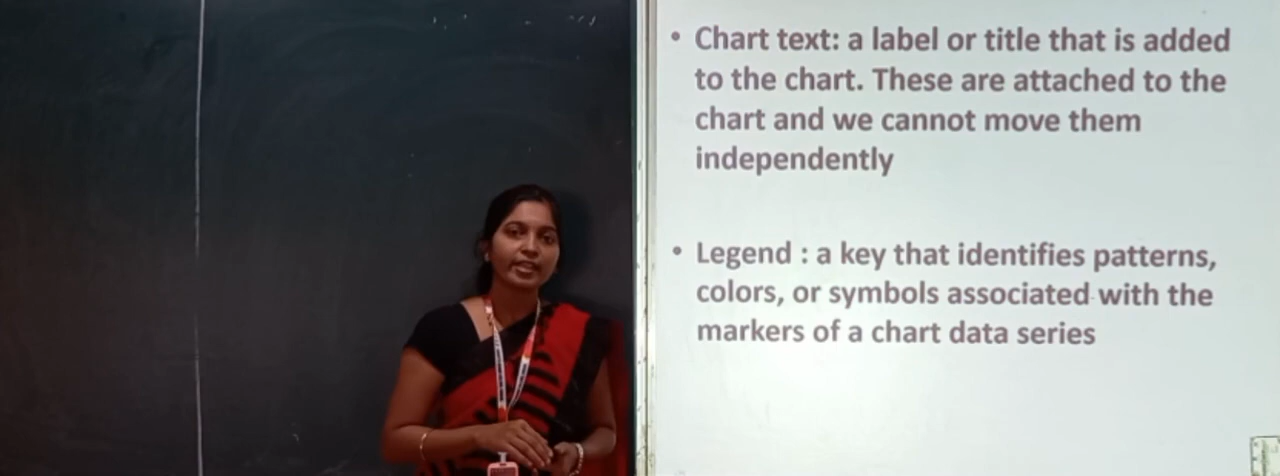 • Chart text: a label or title that is added
to the chart. These are attached to the
chart and we cannot move them
independently
• Legend : a key that identifies patterns,
colors, or symbols associated with the
markers of a chart data series